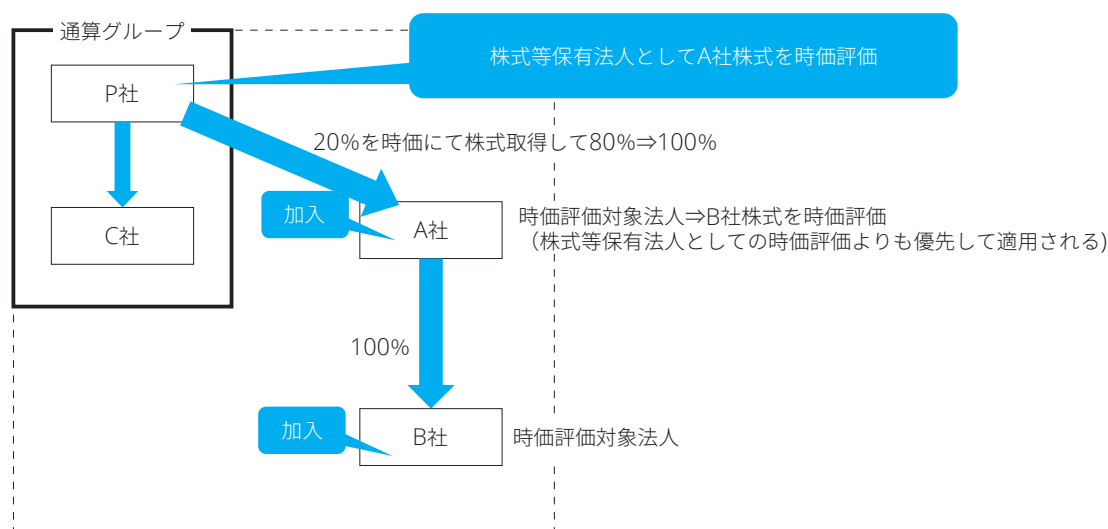 通算グループ
株式等保有法人としてA社株式を時価評価
P社
20%を時価にて株式取得して80%⇒100%
加入
C社
A社
時価評価対象法人⇒B社株式を時価評価
（株式等保有法人としての時価評価よりも優先して適用される)
100%
加入
B社
時価評価対象法人